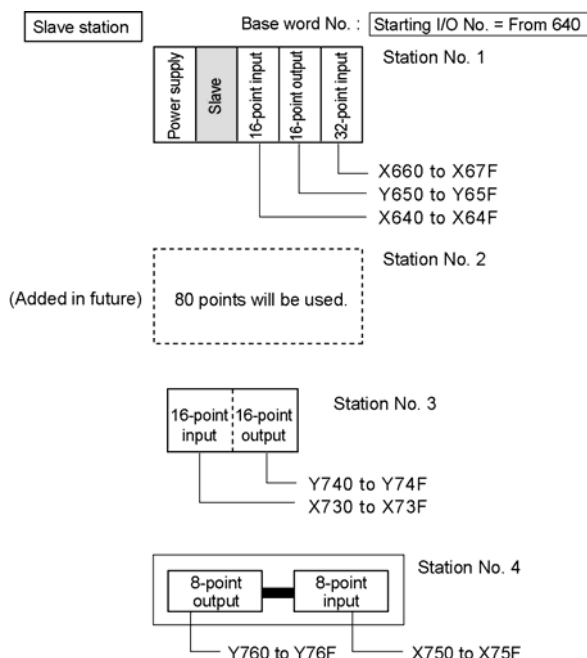 Slave station
Base word No. : Starting I/O No. = From 640
Station No. 1
Power supply
Slave
16-point input
16-point output
32-point input
X660 to X67F
Y650 to Y65F
X640 to X64F
Station No. 2
(Added in future)
80 points will be used.
Station No. 3
16-point input
16-point output
Y740 to Y74F
X730 to X73F
Station No. 4
8-point output
8-point input
Y760 to Y76F
X750 to X75F